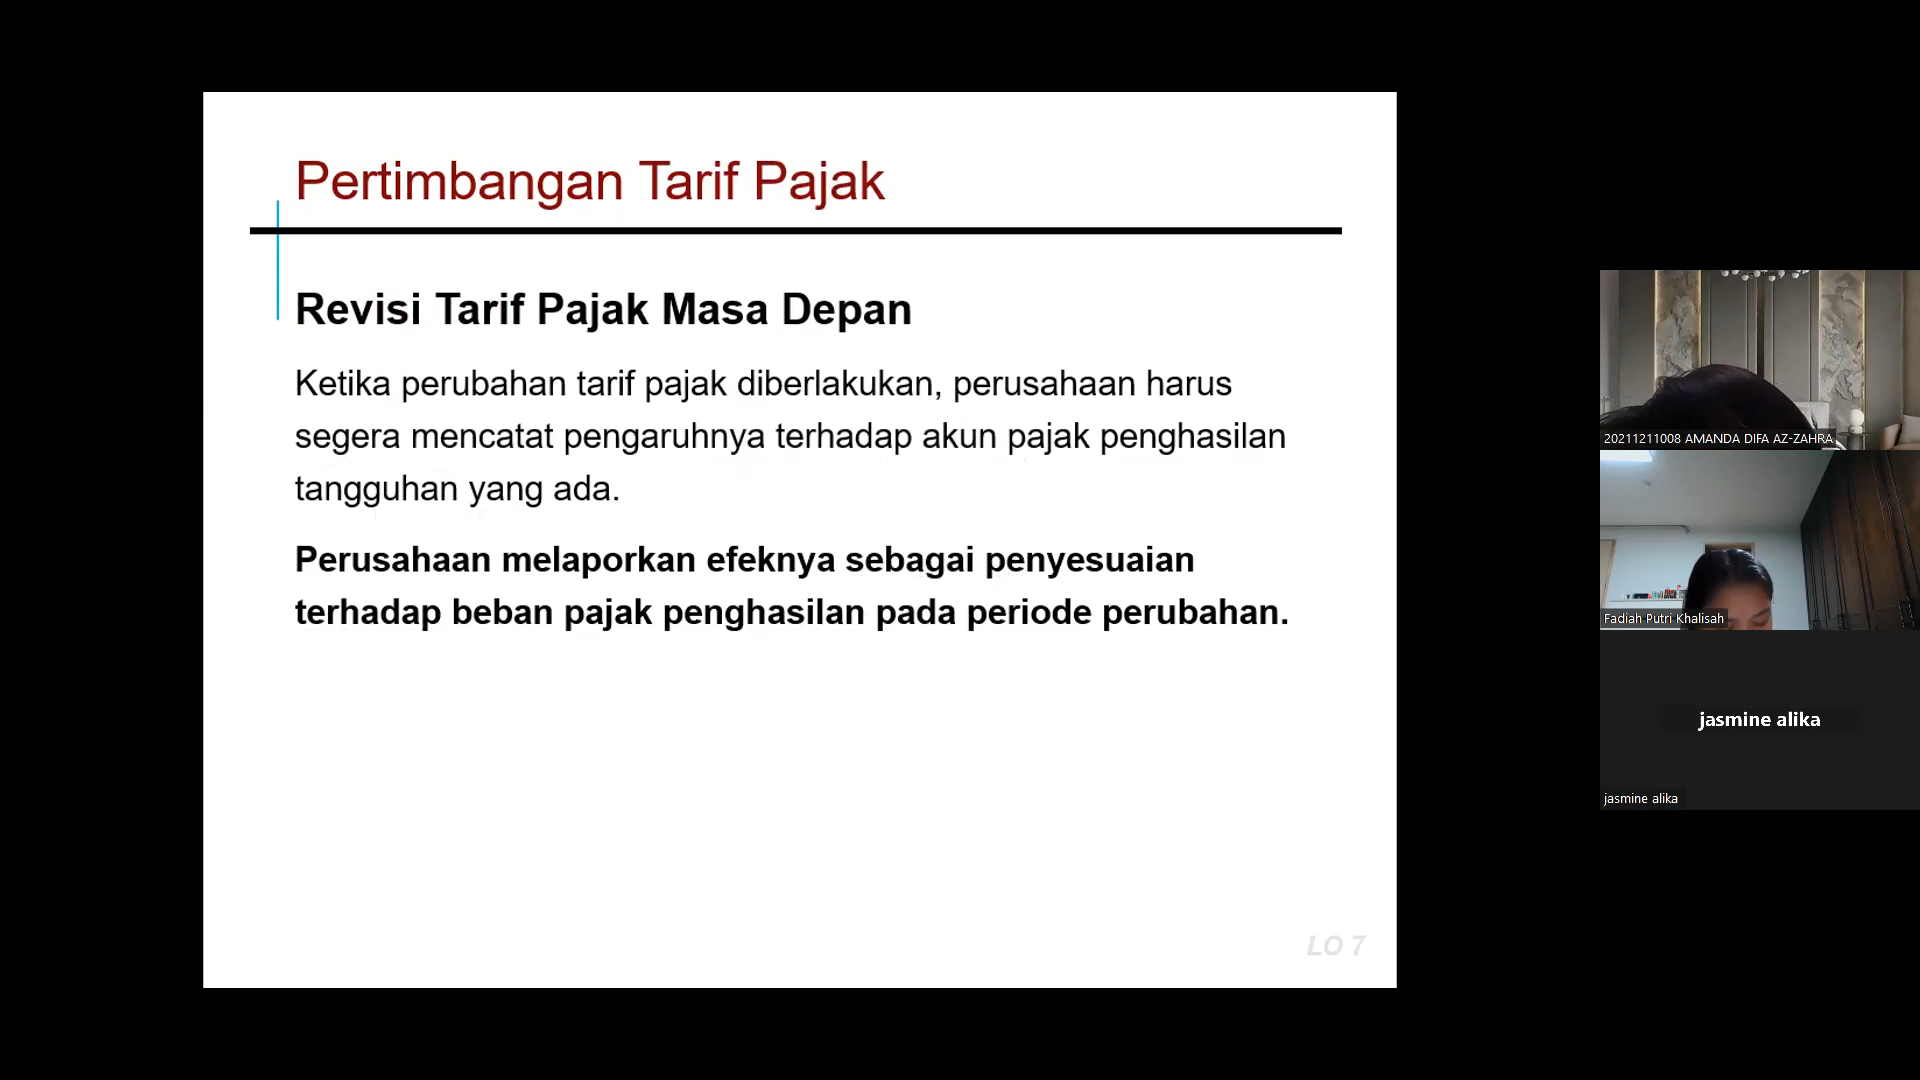 Pertimbangan Tarif Pajak
Revisi Tarif Pajak Masa Depan
Ketika perubahan tarif pajak diberlakukan, perusahaan harus
segera mencatat pengaruhnya terhadap akun pajak penghasilan
tangguhan yang ada.
Perusahaan melaporkan efeknya sebagai penyesuaian
terhadap beban pajak penghasilan pada periode perubahan.
LO 7
20211211008 AMANDA DIFA AZ-ZAHRA
Fadiah Putri Khalisah
jasmine alika
jasmine alika